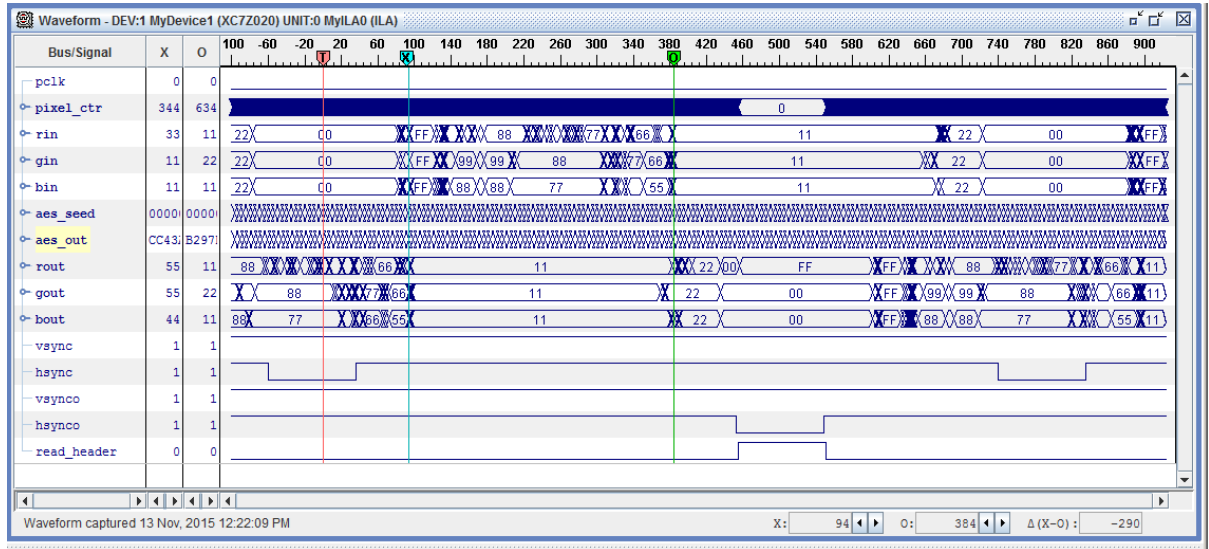 Waveform - DEV:1 MyDevice1 (XC7Z020) UNIT:0 MyILA0 (ILA)
Bus/Signal X O 100 -60 -20 20 60 100 140 180 220 260 300 340 380 420 460 500 540 580 620 660 700 740 780 820 860 900
T X O
pclk 0 0
pixel_ctr 344 634 0
rin 33 11 22 00 FF 88 77 66 11 22 00 FF
gin 11 22 22 00 FF 99 99 88 77 66 11 22 00 FF
bin 11 11 22 00 FF 88 88 77 55 11 22 00 FF
aes_seed 0000 0000
aes_out CC43 B297
rout 55 11 88 66 11 22 00 FF FF 88 77 66 11
gout 55 22 88 77 66 11 22 00 FF 99 99 88 66 11
bout 44 11 88 77 66 55 11 22 00 FF 88 88 77 55 11
vsync 1 1
hsync 1 1
vsynco 1 1
hsynco 1 1
read_header 0 0
Waveform captured 13 Nov, 2015 12:22:09 PM X: 94 O: 384 Δ(X-O): -290